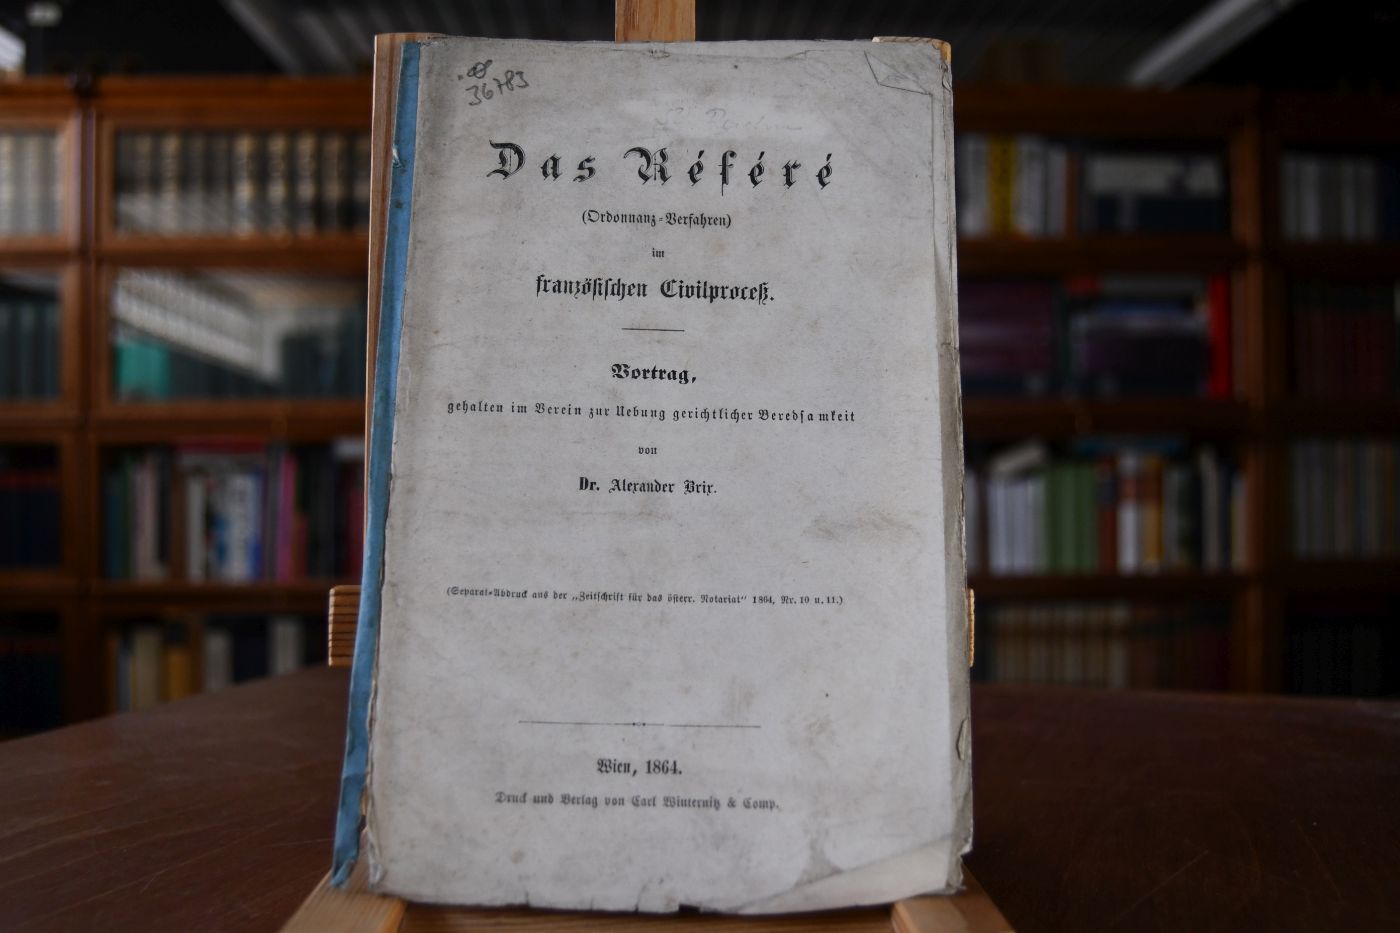 36783
Das Référé
(Ordonnanz-Verfahren)
im
französischen Civilproceß.
Vortrag,
gehalten im Verein zur Uebung gerichtlicher Beredsamkeit
von
Dr. Alexander Brix.
(Separat-Abdruck aus der „Zeitschrift für das österr. Notariat“ 1864, Nr. 10 u. 11.)
Wien, 1864.
Druck und Verlag von Carl Winternitz & Comp.